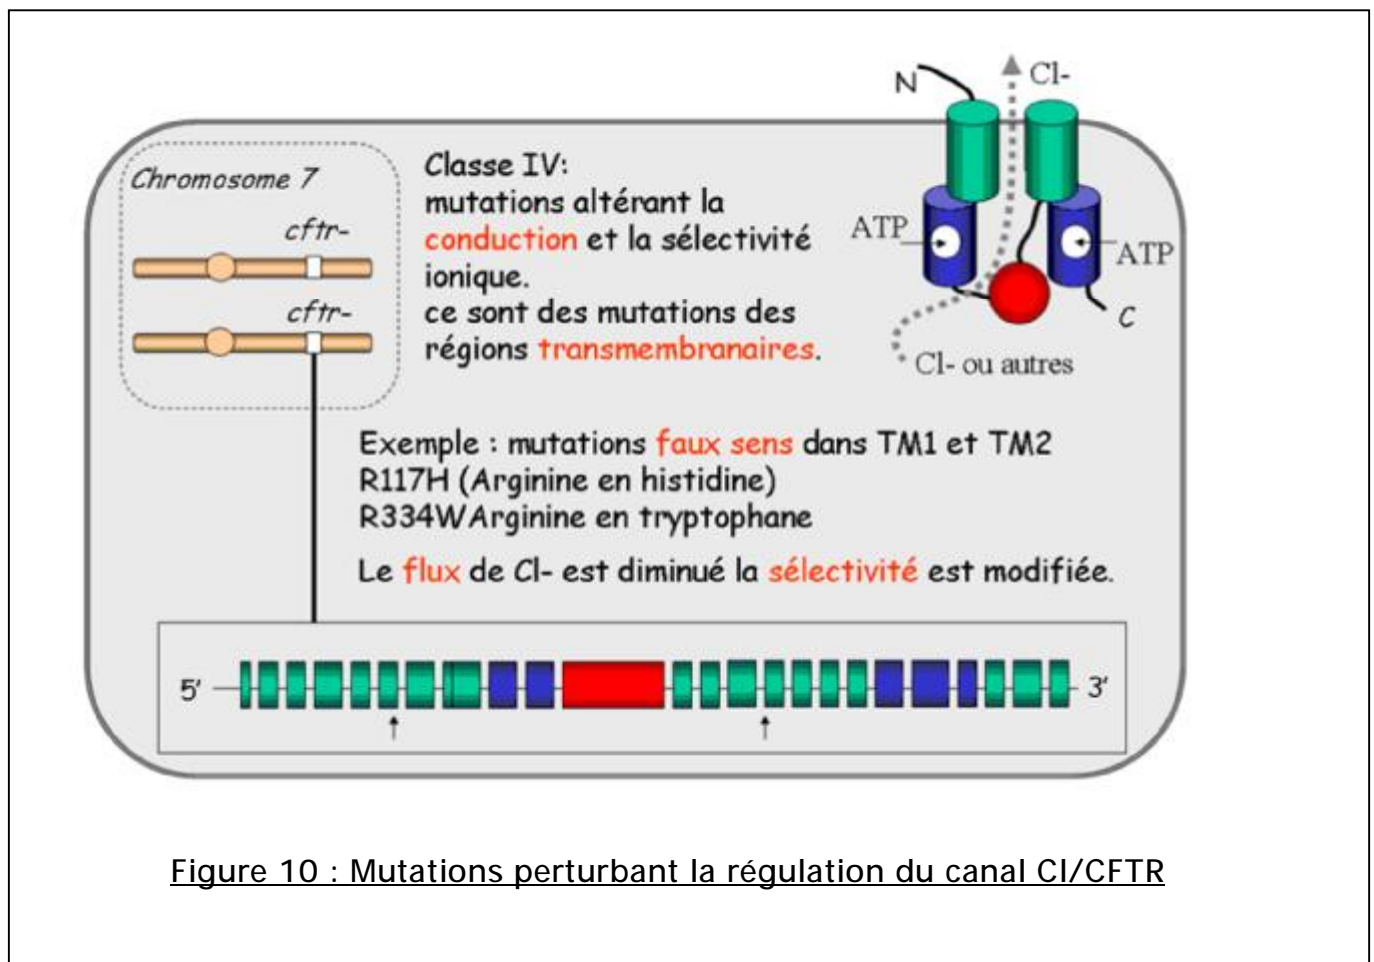 N
Cl-
Chromosome 7
cftr-
cftr-
Classe IV:
mutations altérant la
conduction et la sélectivité
ionique.
ce sont des mutations des
régions transmembranaires.
ATP
ATP
C
Cl- ou autres
Exemple : mutations faux sens dans TM1 et TM2
R117H (Arginine en histidine)
R334WArginine en tryptophane
Le flux de Cl- est diminué la sélectivité est modifiée.
5' 3'
Figure 10 : Mutations perturbant la régulation du canal Cl/CFTR